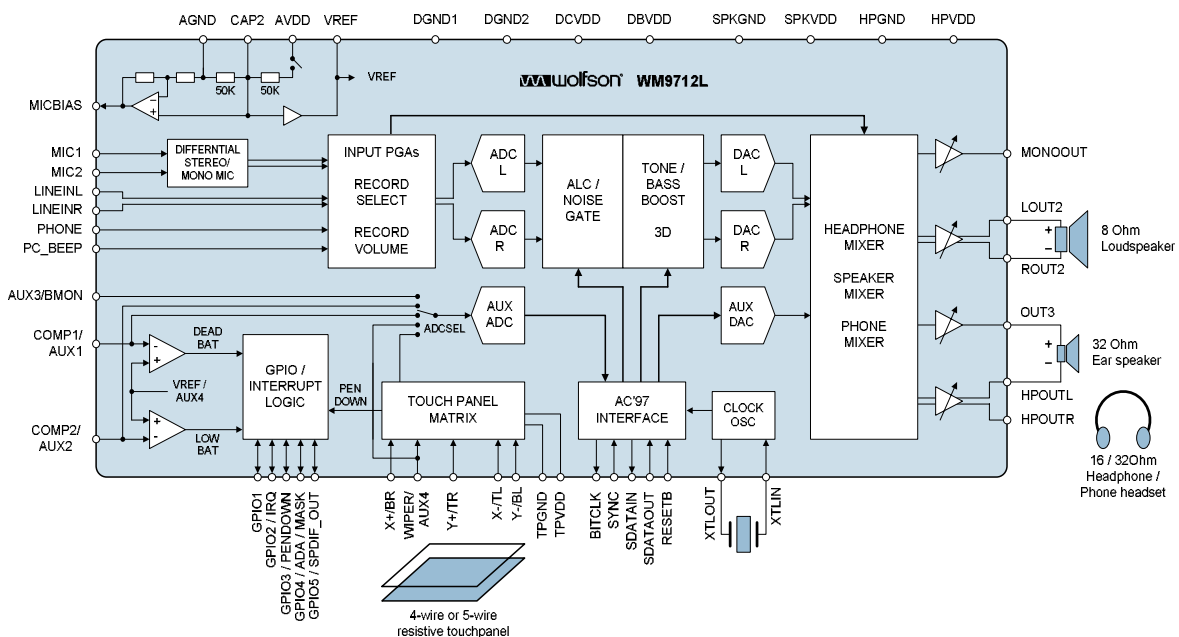 AGND CAP2 AVDD VREF DGND1 DGND2 DCVDD DBVDD SPKGND SPKVDD HPGND HPVDD
VREF
50K 50K
wolfson WM9712L
MICBIAS
MIC1
MIC2
LINEINL
LINEINR
PHONE
PC_BEEP
DIFFERNTIAL
STEREO/
MONO MIC
INPUT PGAs
RECORD
SELECT
RECORD
VOLUME
ADC
L
ADC
R
ALC /
NOISE
GATE
TONE /
BASS
BOOST
3D
DAC
L
DAC
R
HEADPHONE
MIXER
SPEAKER
MIXER
PHONE
MIXER
MONOOUT
LOUT2
+
−
8 Ohm
Loudspeaker
ROUT2
AUX3/BMON
COMP1/
AUX1
COMP2/
AUX2
-
+
DEAD
BAT
VREF /
AUX4
+
-
LOW
BAT
GPIO /
INTERRUPT
LOGIC
PEN
DOWN
ADCSEL
AUX
ADC
AUX
DAC
TOUCH PANEL
MATRIX
AC'97
INTERFACE
CLOCK
OSC
OUT3
+
−
32 Ohm
Ear speaker
HPOUTL
HPOUTR
16 / 32Ohm
Headphone /
Phone headset
GPIO1
GPIO2 / IRQ
GPIO3 / PENDOWN
GPIO4 / ADA / MASK
GPIO5 / SPDIF_OUT
X+/BR
WIPER/
AUX4
Y+/TR
X-/TL
Y-/BL
TPGND
TPVDD
BITCLK
SYNC
SDATAIN
SDATAOUT
RESETB
XTLOUT
XTLIN
4-wire or 5-wire
resistive touchpanel